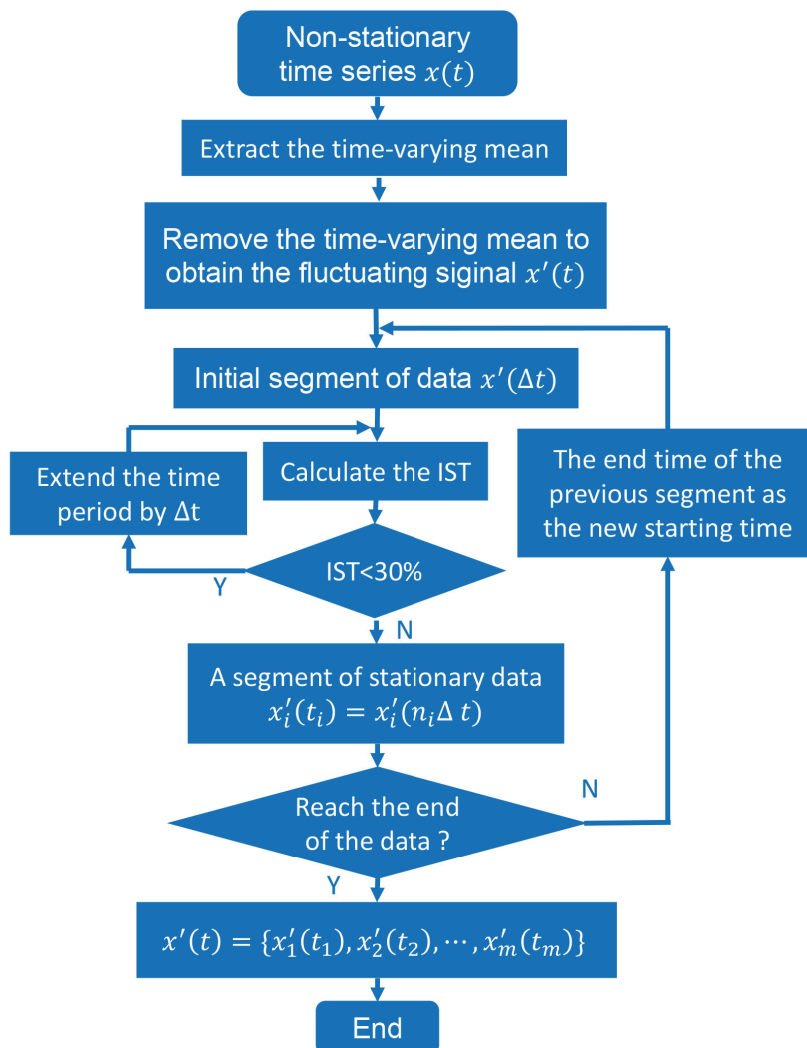 Non-stationary
time series x(t)
Extract the time-varying mean
Remove the time-varying mean to
obtain the fluctuating siginal x′(t)
Initial segment of data x′(Δt)
Extend the time
period by Δt
Calculate the IST
The end time of the
previous segment as
the new starting time
IST<30%
Y
N
A segment of stationary data
x′ᵢ(tᵢ) = x′ᵢ(nᵢΔ t)
Reach the end
of the data ?
N
Y
x′(t) = {x′₁(t₁), x′₂(t₂), ⋯ , x′ₘ(tₘ)}
End